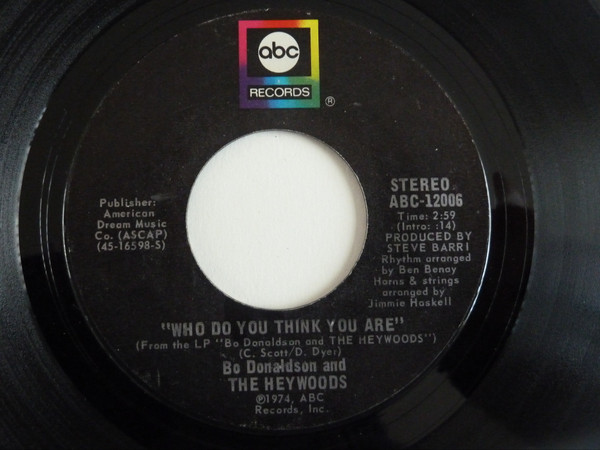 abc
RECORDS
®
Publisher:
American
Dream Music
Co. (ASCAP)
(45-16598-S)
STEREO
ABC-12006
Time: 2:59
(Intro: :14)
PRODUCED BY
STEVE BARRI
Rhythm arranged
by Ben Benay
Horns & strings
arranged by
Jimmie Haskell
"WHO DO YOU THINK YOU ARE"
(From the LP "Bo Donaldson and THE HEYWOODS")
(C. Scott/D. Dyer)
Bo Donaldson and
THE HEYWOODS
℗1974, ABC
Records, Inc.